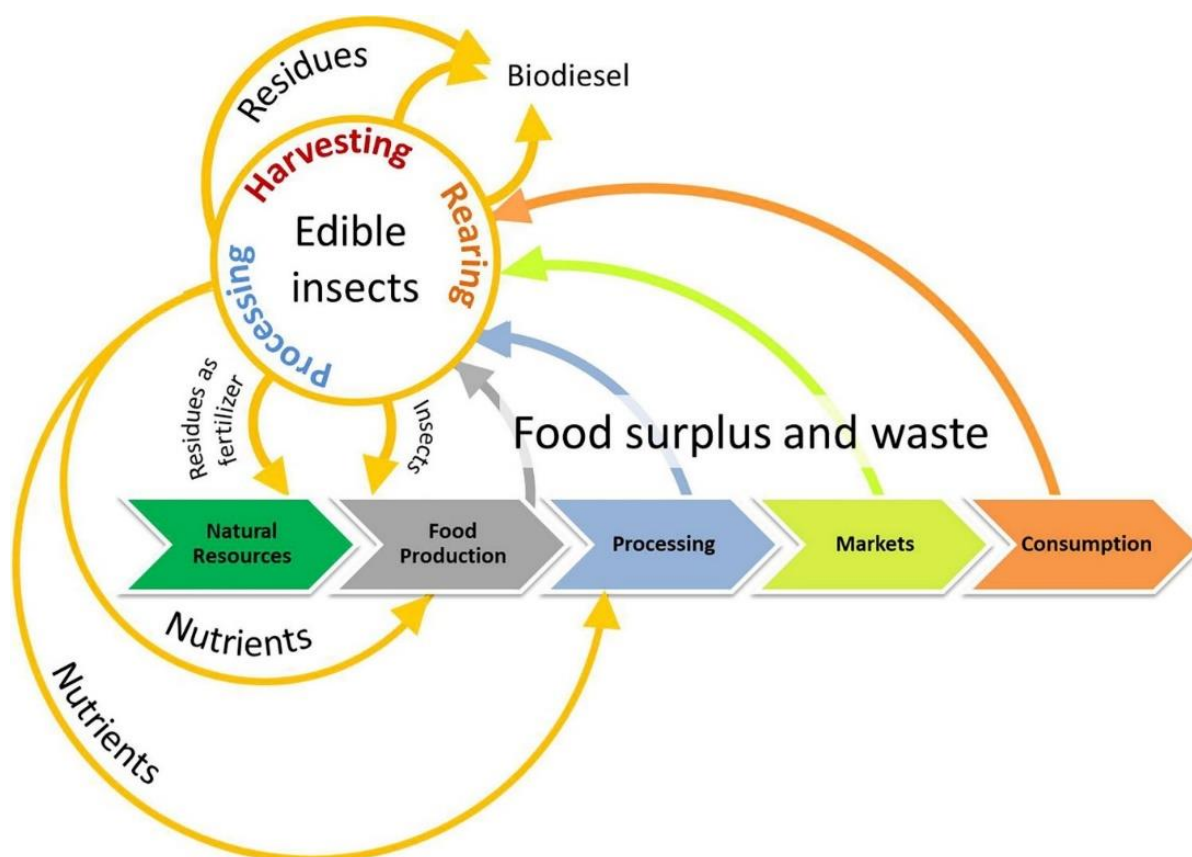 Residues
Biodiesel
Harvesting
Rearing
Edible
insects
Processing
Residues as
fertilizer
Insects
Food surplus and waste
Natural
Resources
Food
Production
Processing
Markets
Consumption
Nutrients
Nutrients